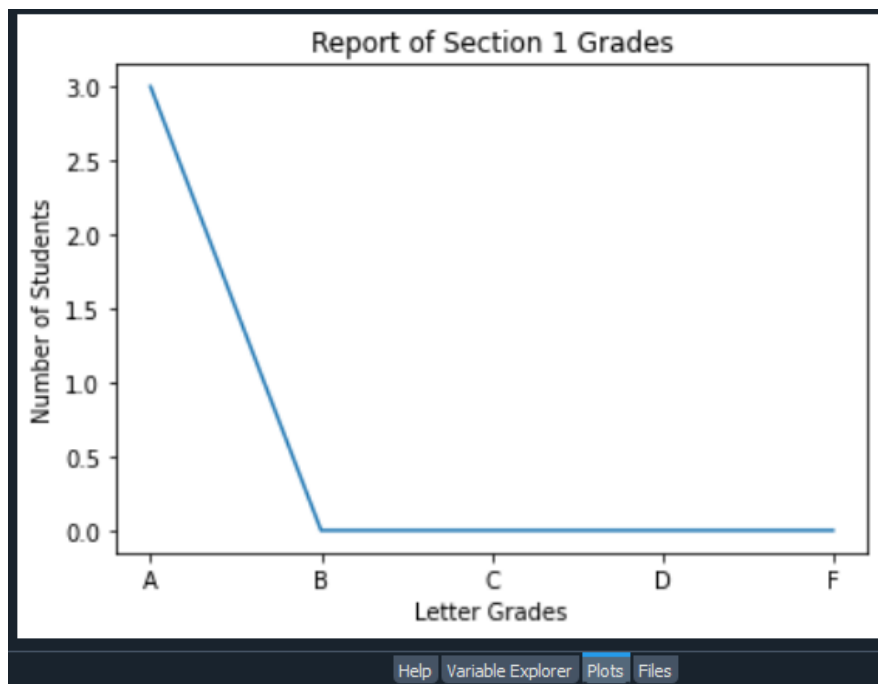 Report of Section 1 Grades
3.0
2.5
2.0
1.5
1.0
0.5
0.0
Number of Students
A B C D F
Letter Grades
Help Variable Explorer Plots Files